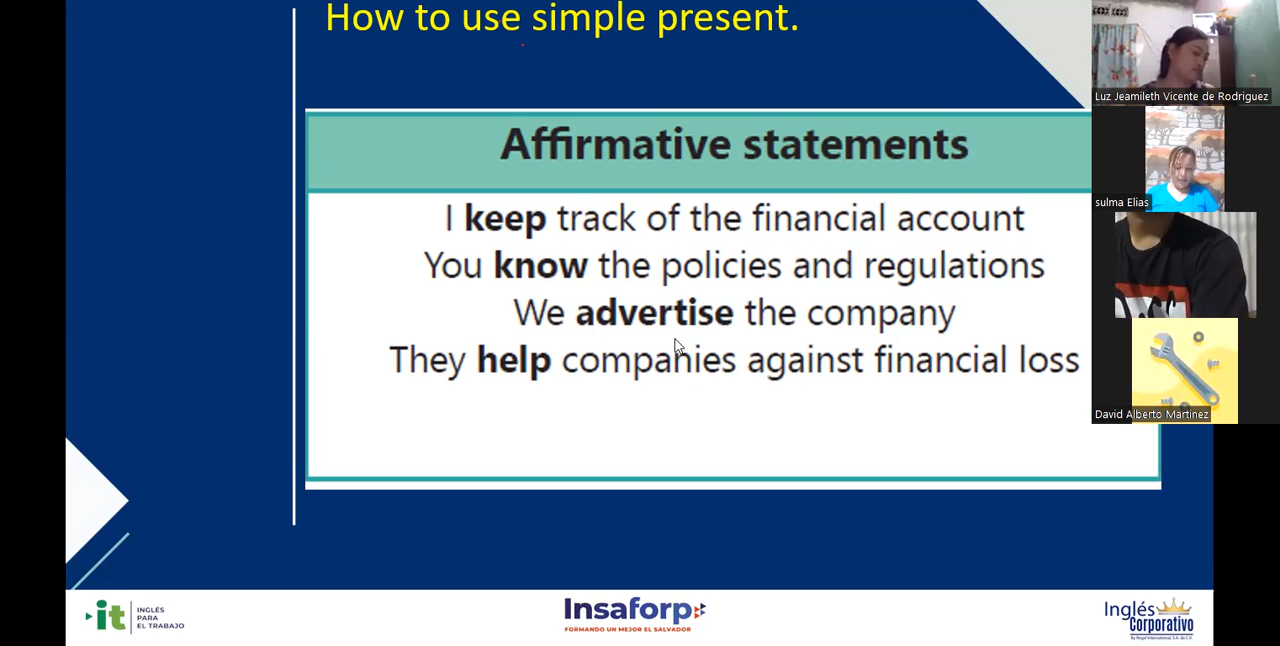 How to use simple present.
Affirmative statements
I keep track of the financial account
You know the policies and regulations
We advertise the company
They help companies against financial loss
Luz Jeamileth Vicente de Rodriguez
sulma Elias
David Alberto Martinez
it INGLÉS
PARA
EL TRABAJO
Insaforp
FORMANDO UN MEJOR EL SALVADOR
Inglés
Corporativo
By Regal International, S.A. de C.V.